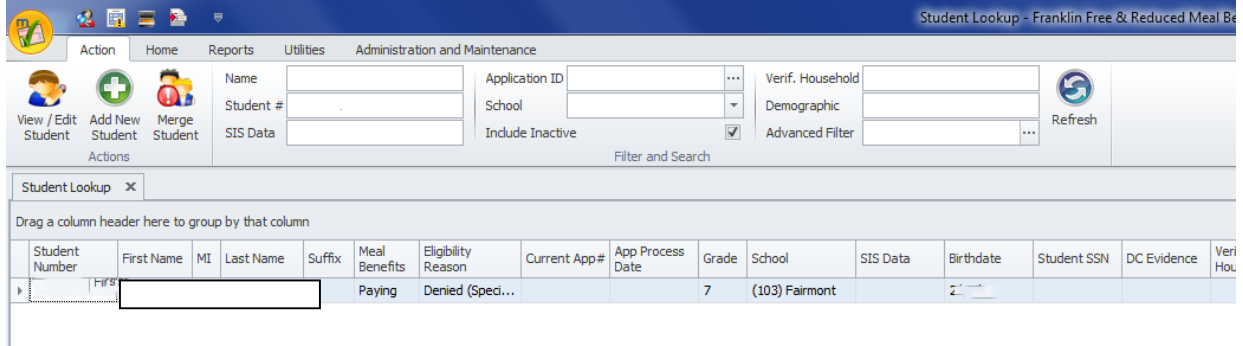 Student Lookup - Franklin Free & Reduced Meal Be
Action Home Reports Utilities Administration and Maintenance
Name Application ID ... Verif. Household
View / Edit Student
Add New Student
Merge Student
Student # School Demographic
Refresh
SIS Data Include Inactive Advanced Filter ...
Actions Filter and Search
Student Lookup X
Drag a column header here to group by that column
Student Number First Name MI Last Name Suffix Meal Benefits Eligibility Reason Current App# App Process Date Grade School SIS Data Birthdate Student SSN DC Evidence Veri Hou
Paying Denied (Speci... 7 (103) Fairmont